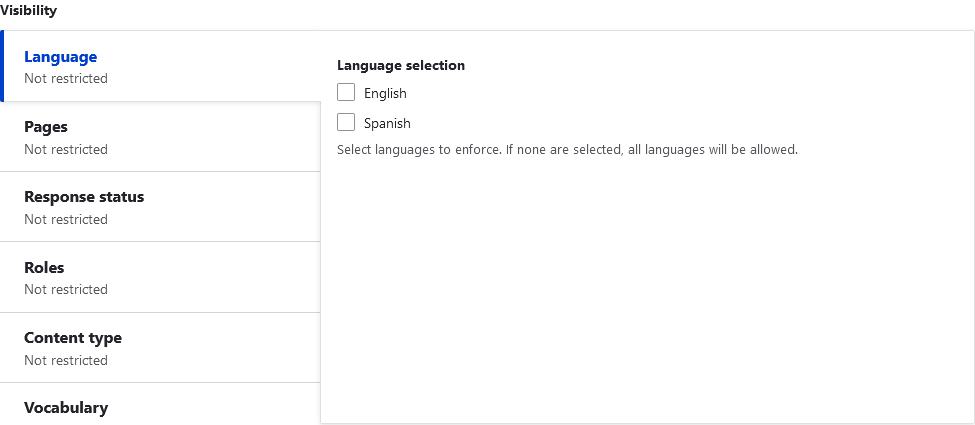 Visibility
Language
Not restricted
Pages
Not restricted
Response status
Not restricted
Roles
Not restricted
Content type
Not restricted
Vocabulary
Language selection
English
Spanish
Select languages to enforce. If none are selected, all languages will be allowed.